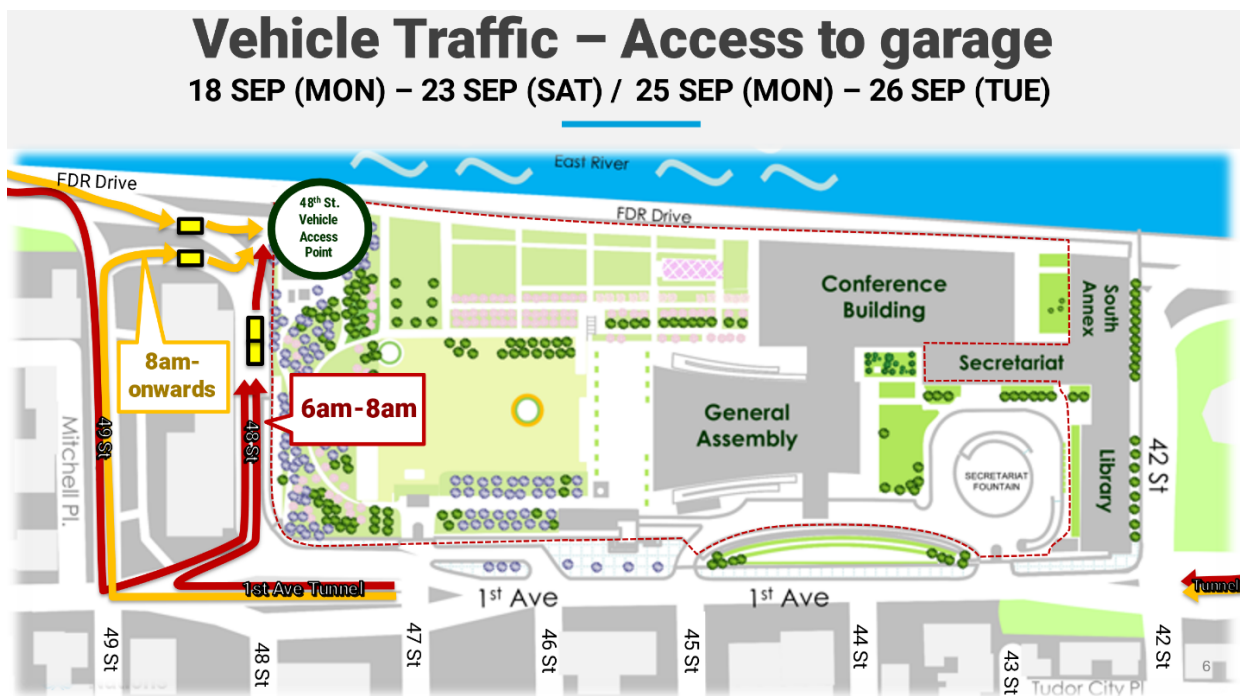 Vehicle Traffic – Access to garage
18 SEP (MON) – 23 SEP (SAT) / 25 SEP (MON) – 26 SEP (TUE)
East River
FDR Drive
FDR Drive
48th St.
Vehicle
Access
Point
Conference
Building
South
Annex
Secretariat
8am-
onwards
6am-8am
General
Assembly
Mitchell Pl.
49 St
48 St
SECRETARIAT
FOUNTAIN
Library
42 St
1st Ave Tunnel
1st Ave
1st Ave
Tunnel
49 St
48 St
47 St
46 St
45 St
44 St
43 St
42 St
6
Tudor City Pl